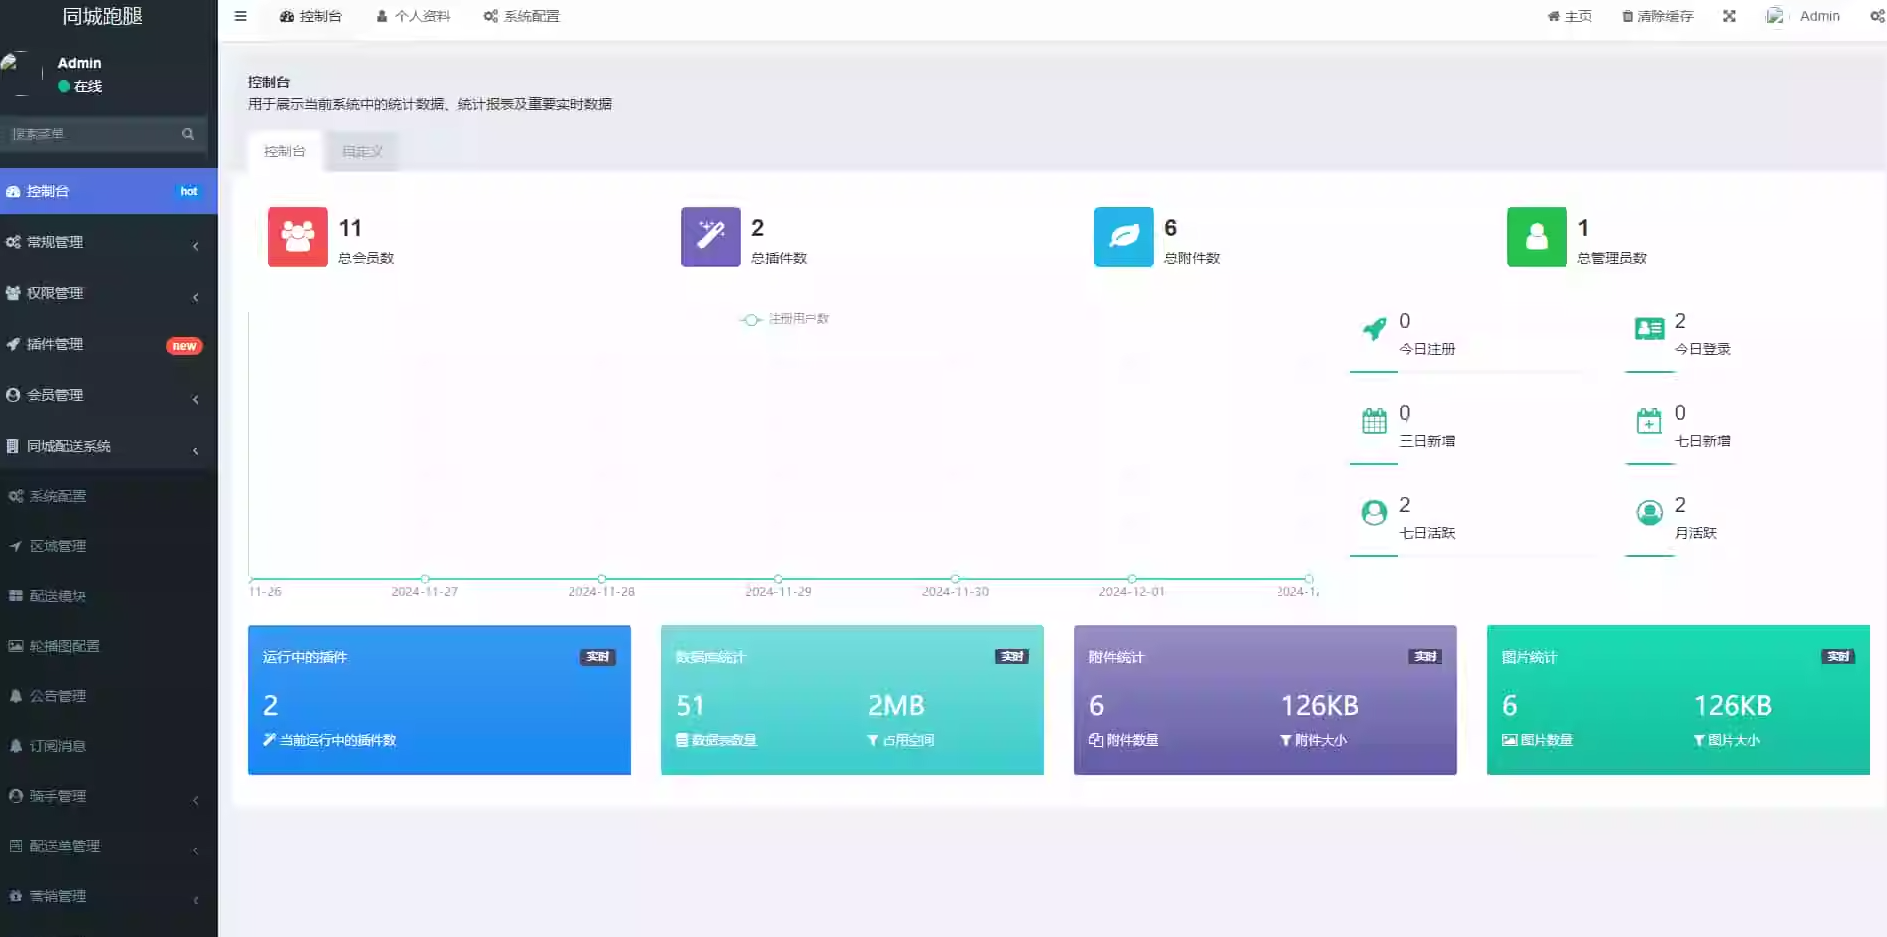 同城跑腿
控制台
个人资料
系统配置
主页
清除缓存
Admin
Admin
在线
搜索菜单
控制台
hot
常规管理
权限管理
插件管理
new
会员管理
同城配送系统
系统配置
区域管理
配送模块
轮播图配置
公告管理
订阅消息
骑手管理
配送单管理
营销管理
控制台
用于展示当前系统中的统计数据、统计报表及重要实时数据
控制台
自定义
11
总会员数
2
总插件数
6
总附件数
1
总管理员数
注册用户数
11-26
2024-11-27
2024-11-28
2024-11-29
2024-11-30
2024-12-01
0
今日注册
2
今日登录
0
三日新增
0
七日新增
2
七日活跃
2
月活跃
运行中的插件
实时
2
当前运行中的插件数
数据库统计
实时
51
2MB
数据表数量
占用空间
附件统计
实时
6
126KB
附件数量
附件大小
图片统计
实时
6
126KB
图片数量
图片大小